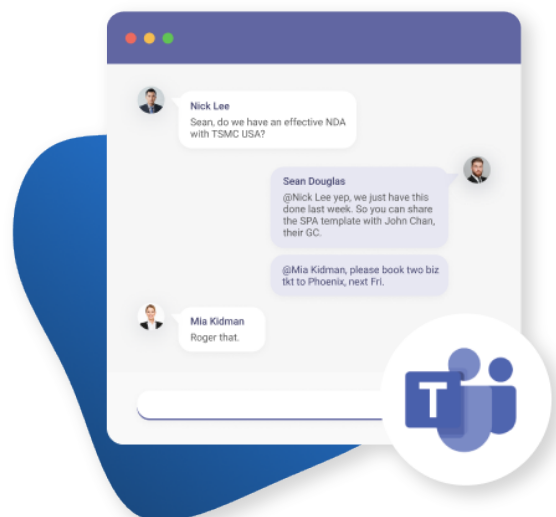 Nick Lee
Sean, do we have an effective NDA
with TSMC USA?
Sean Douglas
@Nick Lee yep, we just have this
done last week. So you can share
the SPA template with John Chan,
their GC.
@Mia Kidman, please book two biz
tkt to Phoenix, next Fri.
Mia Kidman
Roger that.
T